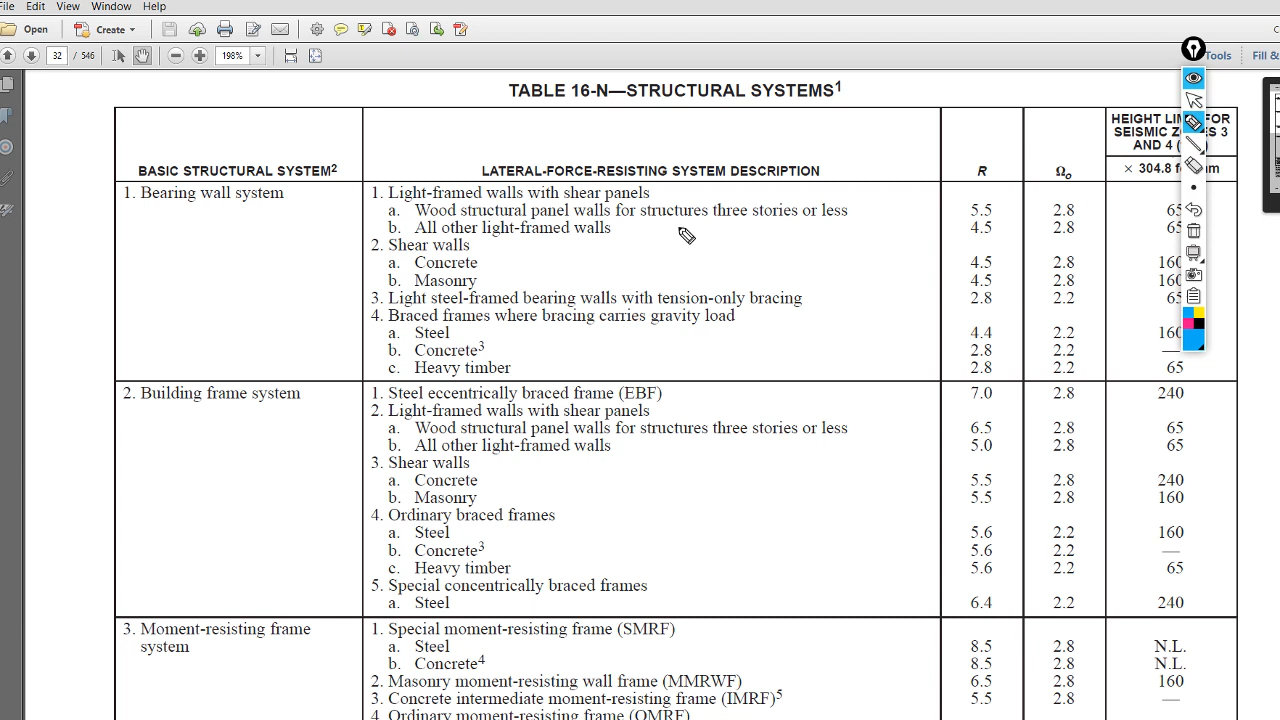 File Edit View Window Help
Open Create
32 / 546 198% Tools Fill &
TABLE 16-N—STRUCTURAL SYSTEMS1
BASIC STRUCTURAL SYSTEM2 LATERAL-FORCE-RESISTING SYSTEM DESCRIPTION R Ωo
HEIGHT FOR
SEISMIC 3
AND 4
× 304.8
1. Bearing wall system 1. Light-framed walls with shear panels
a. Wood structural panel walls for structures three stories or less 5.5 2.8 65
b. All other light-framed walls 4.5 2.8 65
2. Shear walls
a. Concrete 4.5 2.8 160
b. Masonry 4.5 2.8 160
3. Light steel-framed bearing walls with tension-only bracing 2.8 2.2 65
4. Braced frames where bracing carries gravity load
a. Steel 4.4 2.2 160
b. Concrete3 2.8 2.2 —
c. Heavy timber 2.8 2.2 65
2. Building frame system 1. Steel eccentrically braced frame (EBF) 7.0 2.8 240
2. Light-framed walls with shear panels
a. Wood structural panel walls for structures three stories or less 6.5 2.8 65
b. All other light-framed walls 5.0 2.8 65
3. Shear walls
a. Concrete 5.5 2.8 240
b. Masonry 5.5 2.8 160
4. Ordinary braced frames
a. Steel 5.6 2.2 160
b. Concrete3 5.6 2.2 —
c. Heavy timber 5.6 2.2 65
5. Special concentrically braced frames
a. Steel 6.4 2.2 240
3. Moment-resisting frame 1. Special moment-resisting frame (SMRF)
system a. Steel 8.5 2.8 N.L.
b. Concrete4 8.5 2.8 N.L.
2. Masonry moment-resisting wall frame (MMRWF) 6.5 2.8 160
3. Concrete intermediate moment-resisting frame (IMRF)5 5.5 2.8 —
4. Ordinary moment-resisting frame (OMRF)